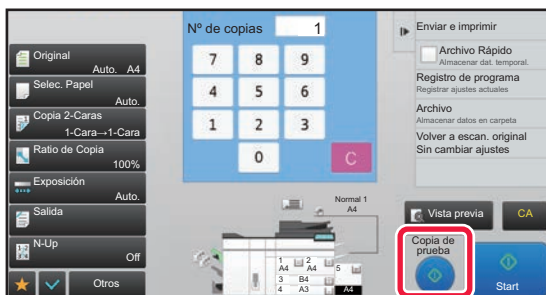 Original
Auto. A4
Selec. Papel
Auto.
Copia 2-Caras
1-Cara→1-Cara
Ratio de Copia
100%
Exposición
Auto.
Salida
N-Up
Off
Otros
Nº de copias 1
7 8 9
4 5 6
1 2 3
0 C
Normal 1
A4
1 2
A4 A4 5
3 B4
4 A3 A4
Enviar e imprimir
Archivo Rápido
Almacenar dat. temporal.
Registro de programa
Registrar ajustes actuales
Archivo
Almacenar datos en carpeta
Volver a escan. original
Sin cambiar ajustes
Vista previa CA
Copia de
prueba
Start